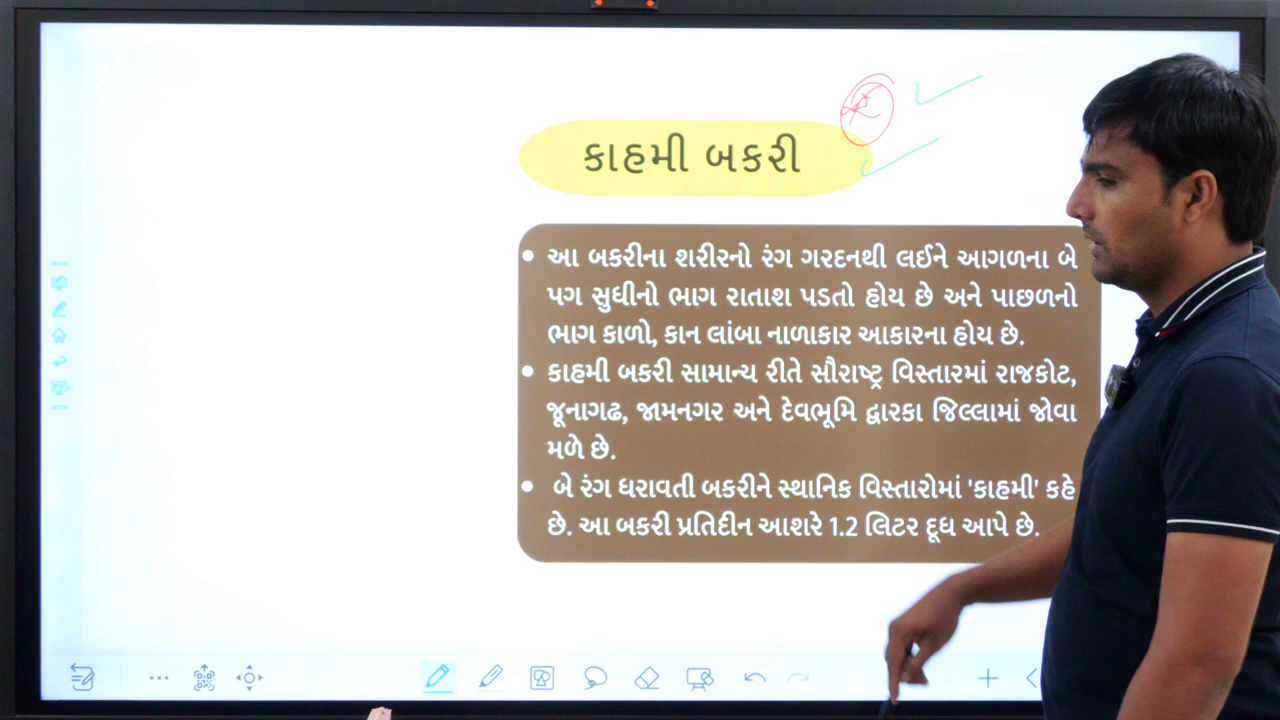 કાહમી બકરી
આ બકરીના શરીરનો રંગ ગરદનથી લઈને આગળના બે
પગ સુધીનો ભાગ રાતાશ પડતો હોય છે અને પાછળનો
ભાગ કાળો, કાન લાંબા નાળાકાર આકારના હોય છે.
કાહમી બકરી સામાન્ય રીતે સૌરાષ્ટ્ર વિસ્તારમાં રાજકોટ,
જૂનાગઢ, જામનગર અને દેવભૂમિ દ્વારકા જિલ્લામાં જોવા
મળે છે.
બે રંગ ધરાવતી બકરીને સ્થાનિક વિસ્તારોમાં 'કાહમી' કહે
છે. આ બકરી પ્રતિદીન આશરે 1.2 લિટર દૂધ આપે છે.